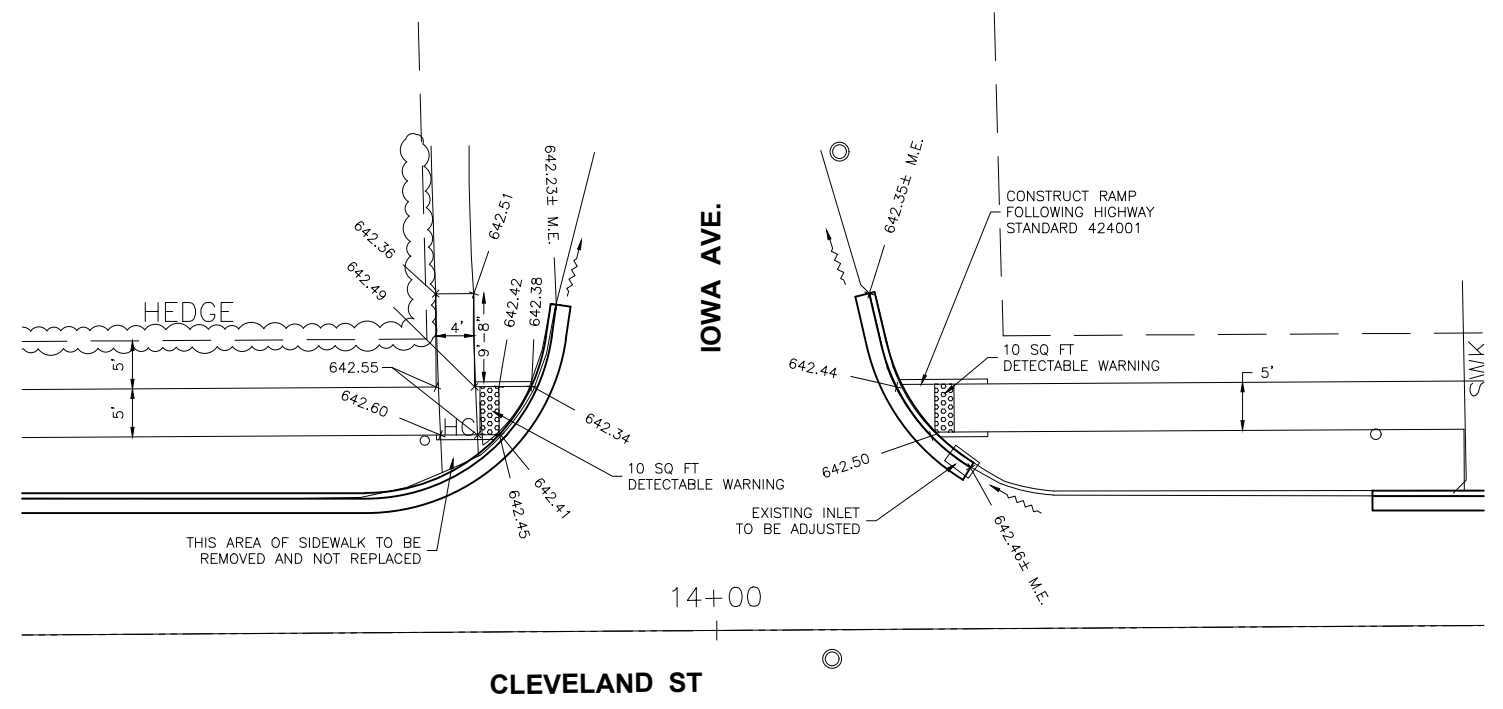 642.51
642.36
642.49
642.23± M.E.
642.42
642.38
HEDGE
4'
9'-8"
5'
5'
642.55
642.60
HC
642.34
10 SQ FT
DETECTABLE WARNING
642.41
642.45
THIS AREA OF SIDEWALK TO BE
REMOVED AND NOT REPLACED
IOWA AVE.
642.35± M.E.
CONSTRUCT RAMP
FOLLOWING HIGHWAY
STANDARD 424001
10 SQ FT
DETECTABLE WARNING
642.44
5'
SWK
642.50
EXISTING INLET
TO BE ADJUSTED
642.46± M.E.
14+00
CLEVELAND ST